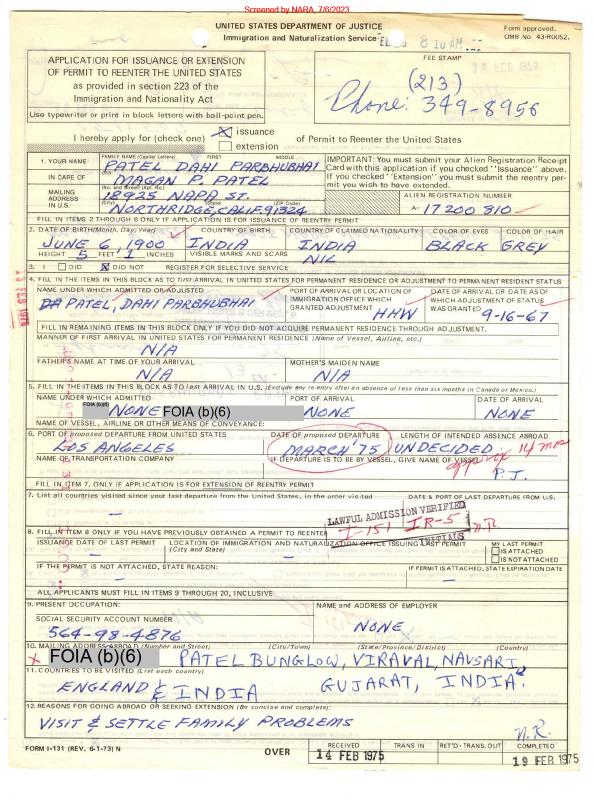 Screened by NARA, 7/6/2023
UNITED STATES DEPARTMENT OF JUSTICE
Immigration and Naturalization Service
Form approved.
OMB No 43-R0052.
8 10 AM
APPLICATION FOR ISSUANCE OR EXTENSION
OF PERMIT TO REENTER THE UNITED STATES
as provided in section 223 of the
Immigration and Nationality Act
Use typewriter or print in block letters with ball-point pen.
FEE STAMP
(213)
Phone: 349-8956
I hereby apply for (check one) X issuance
extension
of Permit to Reenter the United States
1. YOUR NAME FAMILY NAME (Capital Letters) FIRST MIDDLE
PATEL DAHI PARBHUBHAI
IN CARE OF C/O MAGAN P PATEL
MAILING ADDRESS IN U.S. (No. and Street) (Apt. No.)
18925 NAPA ST.
(City) (State) (ZIP Code)
NORTHRIDGE, CALIF. 91324
IMPORTANT: You must submit your Alien Registration Receipt
Card with this application if you checked "Issuance" above.
If you checked "Extension" you must submit the reentry per-
mit you wish to have extended.
ALIEN REGISTRATION NUMBER
A- 17 200 810
FILL IN ITEMS 2 THROUGH 5 ONLY IF APPLICATION IS FOR ISSUANCE OF REENTRY PERMIT
2. DATE OF BIRTH (Month, Day, Year) COUNTRY OF BIRTH COUNTRY OF CLAIMED NATIONALITY COLOR OF EYES COLOR OF HAIR
JUNE 6, 1900 INDIA INDIA BLACK GREY
HEIGHT 5 FEET 1 INCHES VISIBLE MARKS AND SCARS NIL
3. I DID X DID NOT REGISTER FOR SELECTIVE SERVICE
4. FILL IN THE ITEMS IN THIS BLOCK AS TO first ARRIVAL IN UNITED STATES FOR PERMANENT RESIDENCE OR ADJUSTMENT TO PERMANENT RESIDENT STATUS
NAME UNDER WHICH ADMITTED OR ADJUSTED
PORT OF ARRIVAL OR LOCATION OF
IMMIGRATION OFFICE WHICH
GRANTED ADJUSTMENT
DATE OF ARRIVAL OR DATE AS OF
WHICH ADJUSTMENT OF STATUS
WAS GRANTED
DA PATEL, DAHI PARBHUBHAI HHW 9-16-67
FILL IN REMAINING ITEMS IN THIS BLOCK ONLY IF YOU DID NOT ACQUIRE PERMANENT RESIDENCE THROUGH ADJUSTMENT.
MANNER OF FIRST ARRIVAL IN UNITED STATES FOR PERMANENT RESIDENCE (Name of Vessel, Airline, etc.)
N/A
FATHER'S NAME AT TIME OF YOUR ARRIVAL MOTHER'S MAIDEN NAME
N/A N/A
5. FILL IN THE ITEMS IN THIS BLOCK AS TO last ARRIVAL IN U.S. (Exclude any re-entry after an absence of less than six months in Canada or Mexico.)
NAME UNDER WHICH ADMITTED PORT OF ARRIVAL DATE OF ARRIVAL
FOIA (b)(6) NONE FOIA (b)(6) NONE NONE
NAME OF VESSEL, AIRLINE OR OTHER MEANS OF CONVEYANCE:
6. PORT OF proposed DEPARTURE FROM UNITED STATES DATE OF proposed DEPARTURE LENGTH OF INTENDED ABSENCE ABROAD
LOS ANGELES MARCH '75 UNDECIDED approx 14 mos
NAME OF TRANSPORTATION COMPANY IF DEPARTURE IS TO BE BY VESSEL, GIVE NAME OF VESSEL
P.J.
FILL IN ITEM 7, ONLY IF APPLICATION IS FOR EXTENSION OF REENTRY PERMIT
7. List all countries visited since your last departure from the United States, in the order visited DATE & PORT OF LAST DEPARTURE FROM U.S.
— —
LAWFUL ADMISSION VERIFIED
I-151 IR-5 N.R.
INITIALS
8. FILL IN ITEM 8 ONLY IF YOU HAVE PREVIOUSLY OBTAINED A PERMIT TO REENTER
ISSUANCE DATE OF LAST PERMIT LOCATION OF IMMIGRATION AND NATURALIZATION OFFICE ISSUING LAST PERMIT MY LAST PERMIT
(City and State)
IS ATTACHED
IS NOT ATTACHED
— —
IF THE PERMIT IS NOT ATTACHED, STATE REASON: IF PERMIT IS ATTACHED, STATE EXPIRATION DATE
— —
ALL APPLICANTS MUST FILL IN ITEMS 9 THROUGH 20, INCLUSIVE
9. PRESENT OCCUPATION: NAME and ADDRESS OF EMPLOYER
SOCIAL SECURITY ACCOUNT NUMBER NONE
564-98-4876
10. MAILING ADDRESS ABROAD (Number and Street) (City/Town) (State/Province/District) (Country)
X FOIA (b)(6) PATEL BUNGLOW, VIRAVAL, NAVSARI
11. COUNTRIES TO BE VISITED (List each country)
ENGLAND & INDIA GUJARAT, INDIA.
12. REASONS FOR GOING ABROAD OR SEEKING EXTENSION (Be concise and complete):
VISIT & SETTLE FAMILY PROBLEMS
N.R.
FORM I-131 (REV. 6-1-73) N OVER RECEIVED TRANS IN RET'D - TRANS. OUT COMPLETED
14 FEB 1975 19 FEB 1975